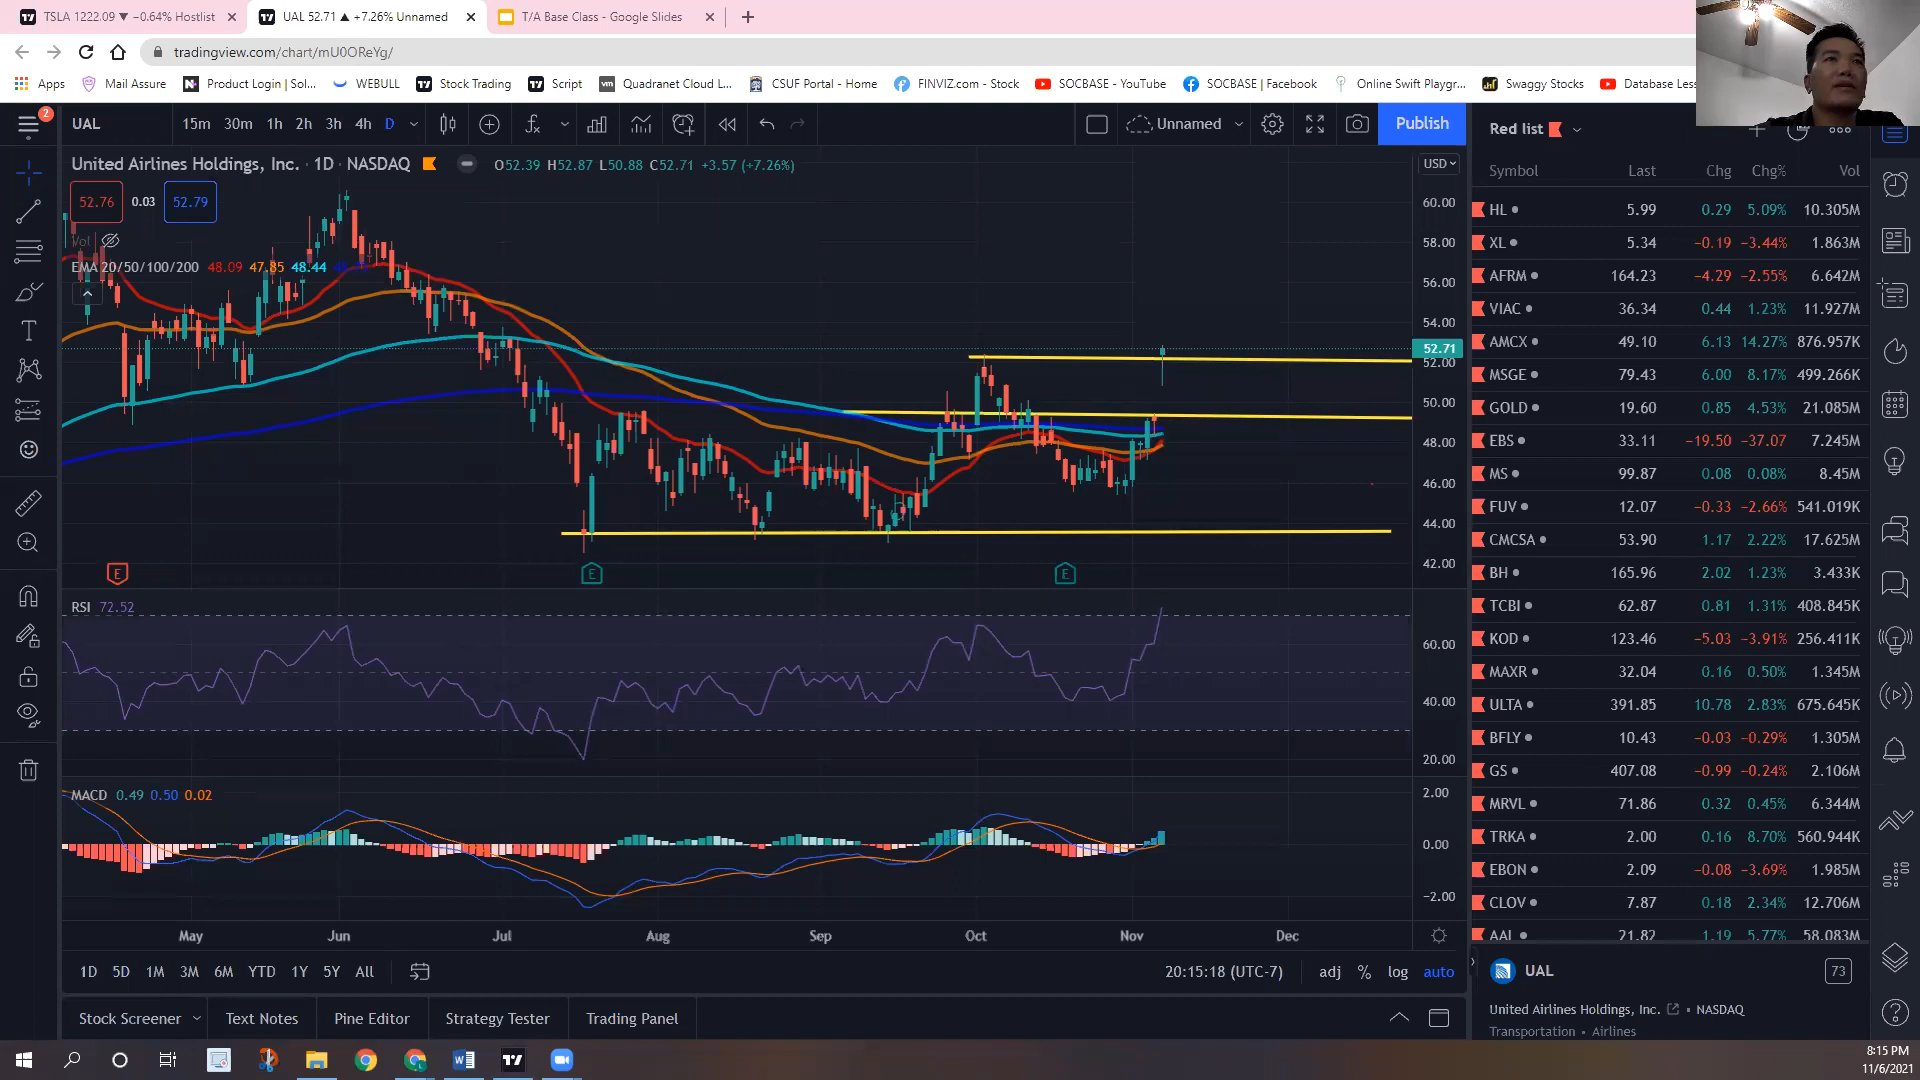 TSLA 1222.09 ▼ −0.64% Hostlist
UAL 52.71 ▲ +7.26% Unnamed
T/A Base Class - Google Slides
tradingview.com/chart/mU0OReYg/
Apps
Mail Assure
Product Login | Sol...
WEBULL
Stock Trading
Script
Quadranet Cloud L...
CSUF Portal - Home
FINVIZ.com - Stock
SOCBASE - YouTube
SOCBASE | Facebook
Online Swift Playgr...
Swaggy Stocks
Database Les
2
UAL
15m 30m 1h 2h 3h 4h D
Unnamed
Publish
Red list
United Airlines Holdings, Inc. · 1D · NASDAQ
O52.39 H52.87 L50.88 C52.71 +3.57 (+7.26%)
USD
52.76 0.03 52.79
Vol
EMA 20/50/100/200 48.09 47.85 48.44
60.00
58.00
56.00
54.00
52.71
52.00
50.00
48.00
46.00
44.00
42.00
E
E
E
RSI 72.52
60.00
40.00
20.00
MACD 0.49 0.50 0.02
2.00
0.00
−2.00
May Jun Jul Aug Sep Oct Nov Dec
1D 5D 1M 3M 6M YTD 1Y 5Y All
20:15:18 (UTC-7)
adj % log auto
Stock Screener
Text Notes
Pine Editor
Strategy Tester
Trading Panel
Symbol Last Chg Chg% Vol
HL 5.99 0.29 5.09% 10.305M
XL 5.34 −0.19 −3.44% 1.863M
AFRM 164.23 −4.29 −2.55% 6.642M
VIAC 36.34 0.44 1.23% 11.927M
AMCX 49.10 6.13 14.27% 876.957K
MSGE 79.43 6.00 8.17% 499.266K
GOLD 19.60 0.85 4.53% 21.085M
EBS 33.11 −19.50 −37.07 7.245M
MS 99.87 0.08 0.08% 8.45M
FUV 12.07 −0.33 −2.66% 541.019K
CMCSA 53.90 1.17 2.22% 17.625M
BH 165.96 2.02 1.23% 3.433K
TCBI 62.87 0.81 1.31% 408.845K
KOD 123.46 −5.03 −3.91% 256.411K
MAXR 32.04 0.16 0.50% 1.345M
ULTA 391.85 10.78 2.83% 675.645K
BFLY 10.43 −0.03 −0.29% 1.305M
GS 407.08 −0.99 −0.24% 2.106M
MRVL 71.86 0.32 0.45% 6.344M
TRKA 2.00 0.16 8.70% 560.944K
EBON 2.09 −0.08 −3.69% 1.985M
CLOV 7.87 0.18 2.34% 12.706M
AAL 21.82 1.19 5.77% 58.083M
UAL
73
United Airlines Holdings, Inc. • NASDAQ
Transportation • Airlines
8:15 PM
11/6/2021